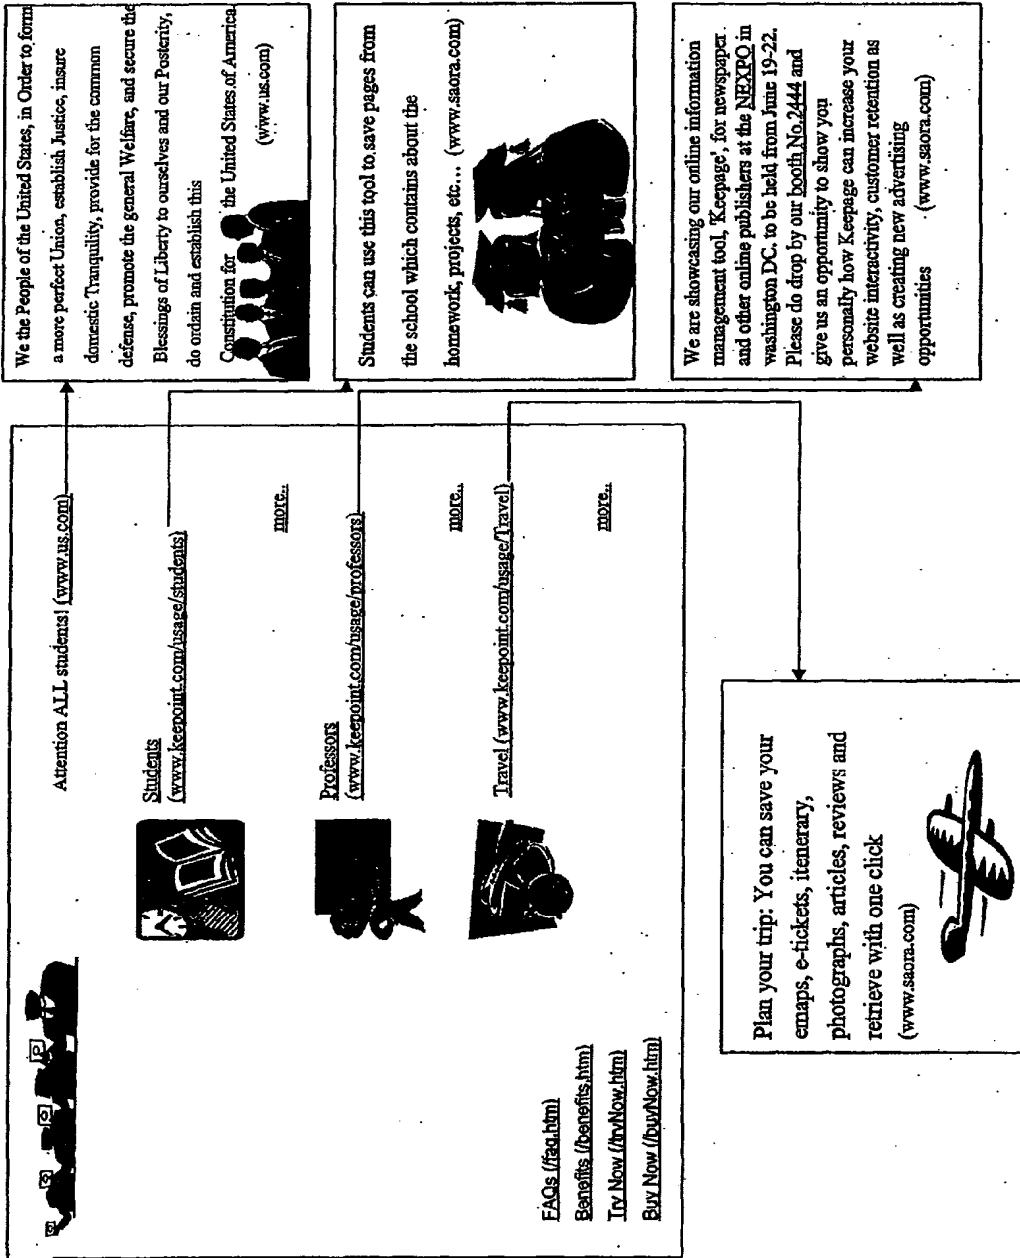 Attention ALL students! (www.us.com)
Students
(www.keepoint.com/usage/students)
more..
Professors
(www.keepoint.com/usage/professors)
more..
Travel (www.keepoint.com/usage/Travel)
more..
FAQs (/faq.htm)
Benefits (/benefits.htm)
Try Now (/tryNow.htm)
Buy Now (/buyNow.htm)
We the People of the United States, in Order to form
a more perfect Union, establish Justice, insure
domestic Tranquility, provide for the common
defense, promote the general Welfare, and secure the
Blessings of Liberty to ourselves and our Posterity,
do ordain and establish this
Constitution for the United States of America.
(www.us.com)
Students can use this tool to save pages from
the school which contains about the
homework, projects, etc... (www.saora.com)
We are showcasing our online information
management tool, 'Keepage', for newspaper
and other online publishers at the NEXPO in
washington DC. to be held from June 19-22.
Please do drop by our booth No.2444 and
give us an opportunity to show you
personally how Keepage can increase your
website interactivity, customer retention as
well as creating new advertising
opportunities (www.saora.com)
Plan your trip: You can save your
emaps, e-tickets, itenerary,
photographs, articles, reviews and
retrieve with one click
(www.saora.com)